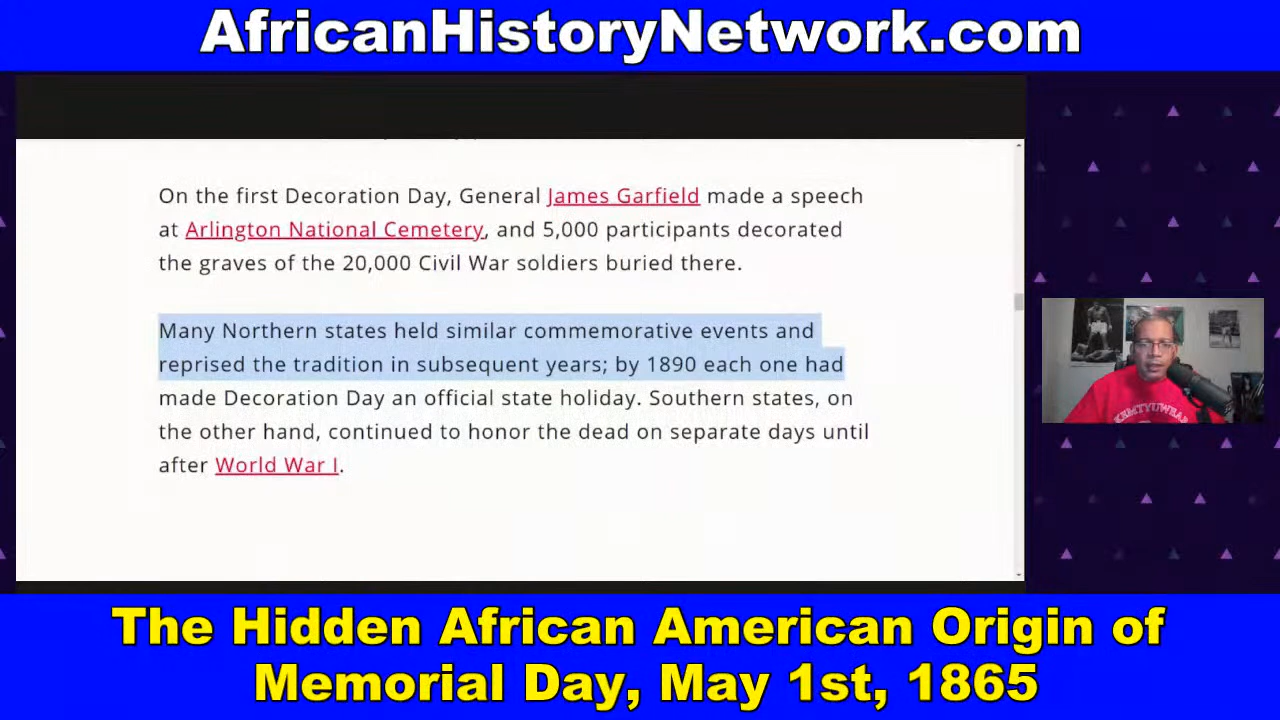 AfricanHistoryNetwork.com
On the first Decoration Day, General James Garfield made a speech
at Arlington National Cemetery, and 5,000 participants decorated
the graves of the 20,000 Civil War soldiers buried there.
Many Northern states held similar commemorative events and
reprised the tradition in subsequent years; by 1890 each one had
made Decoration Day an official state holiday. Southern states, on
the other hand, continued to honor the dead on separate days until
after World War I.
KEMTYUWEAR
The Hidden African American Origin of
Memorial Day, May 1st, 1865